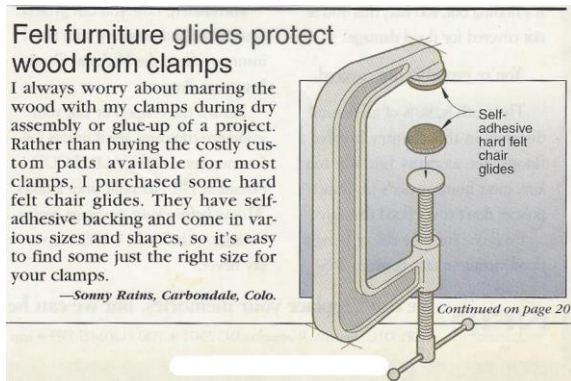 Felt furniture glides protect
wood from clamps
I always worry about marring the
wood with my clamps during dry
assembly or glue-up of a project.
Rather than buying the costly cus-
tom pads available for most
clamps, I purchased some hard
felt chair glides. They have self-
adhesive backing and come in var-
ious sizes and shapes, so it's easy
to find some just the right size for
your clamps.
—Sonny Rains, Carbondale, Colo.
Self-
adhesive
hard felt
chair
glides
Continued on page 20